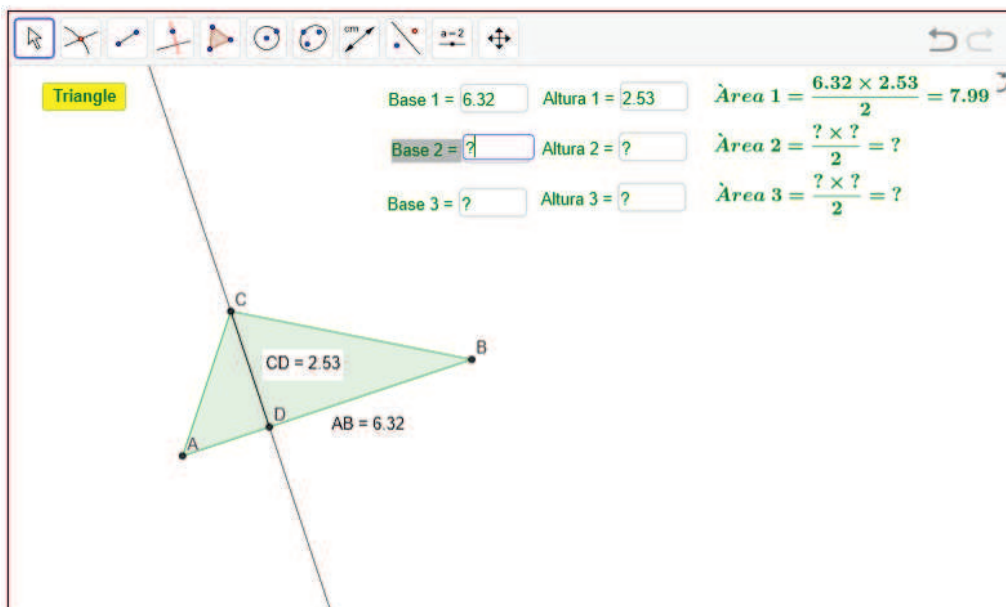 cm
a=2
Triangle
Base 1 = 6.32 Altura 1 = 2.53 Àrea 1 = 6.32 × 2.53 / 2 = 7.99
Base 2 = ? Altura 2 = ? Àrea 2 = ? × ? / 2 = ?
Base 3 = ? Altura 3 = ? Àrea 3 = ? × ? / 2 = ?
C
B
CD = 2.53
D
AB = 6.32
A